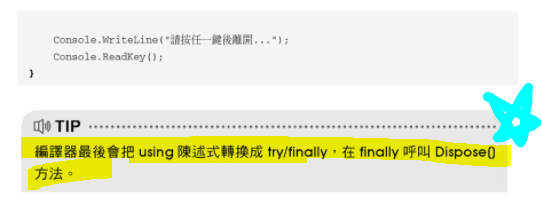 Console.WriteLine("請按任一鍵後離開...");
Console.ReadKey();
}
TIP
編譯器最後會把 using 陳述式轉換成 try/finally，在 finally 呼叫 Dispose()
方法。